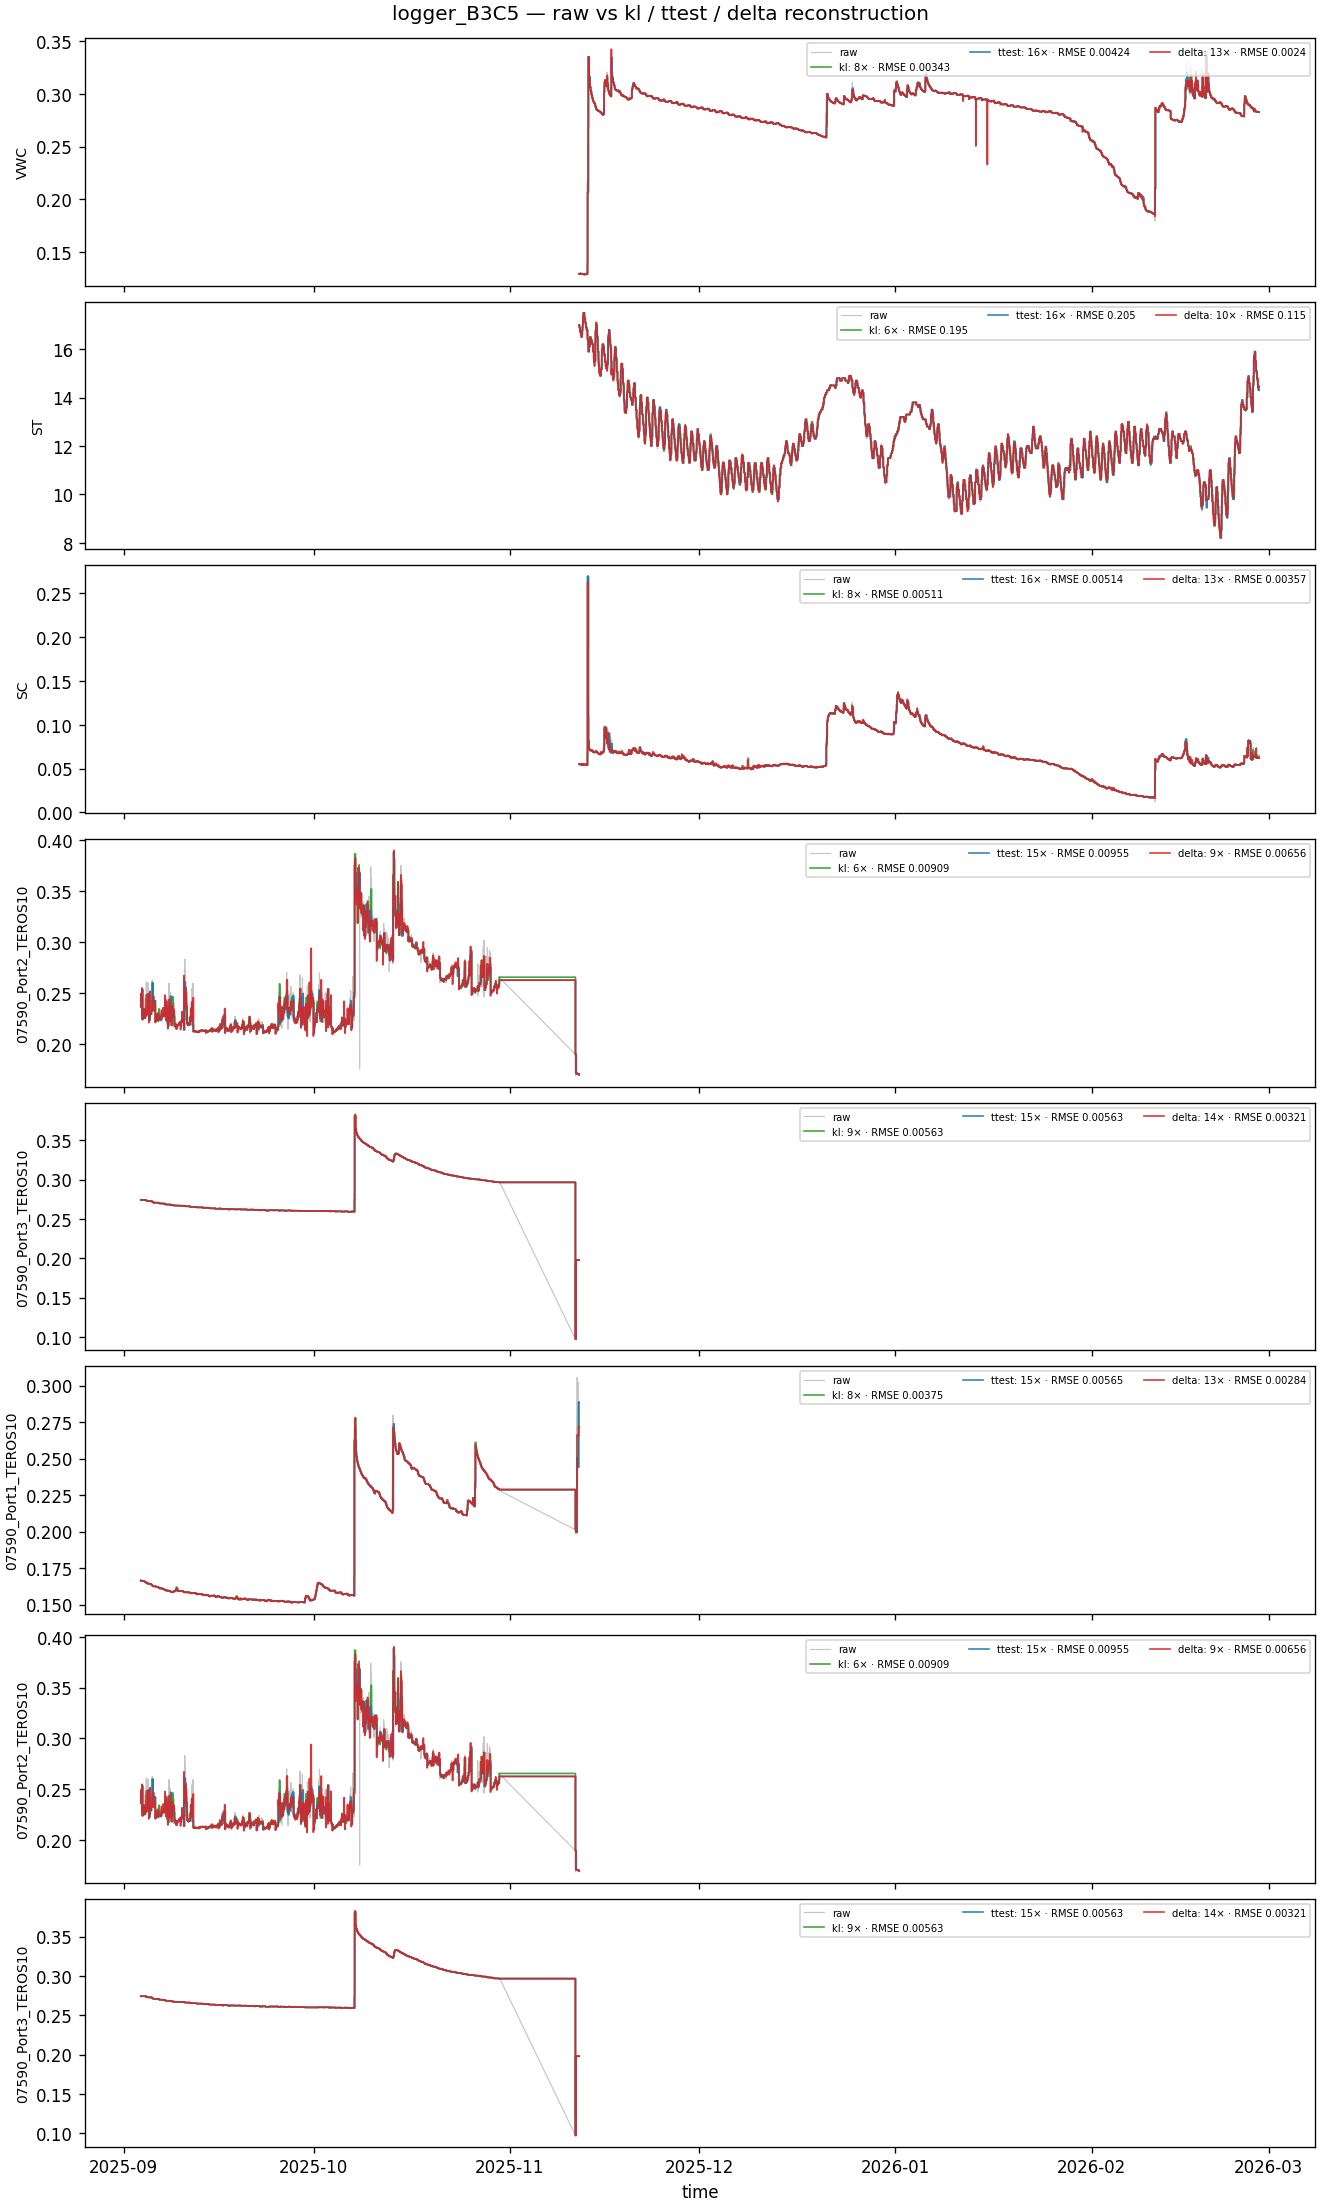 logger_B3C5 — raw vs kl / ttest / delta reconstruction
0.35
0.30
0.25
0.20
0.15
VWC
raw
kl: 8× · RMSE 0.00343
ttest: 16× · RMSE 0.00424
delta: 13× · RMSE 0.0024
16
14
12
10
8
ST
raw
kl: 6× · RMSE 0.195
ttest: 16× · RMSE 0.205
delta: 10× · RMSE 0.115
0.25
0.20
0.15
0.10
0.05
0.00
SC
raw
kl: 8× · RMSE 0.00511
ttest: 16× · RMSE 0.00514
delta: 13× · RMSE 0.00357
0.40
0.35
0.30
0.25
0.20
07590_Port2_TEROS10
raw
kl: 6× · RMSE 0.00909
ttest: 15× · RMSE 0.00955
delta: 9× · RMSE 0.00656
0.35
0.30
0.25
0.20
0.15
0.10
07590_Port3_TEROS10
raw
kl: 9× · RMSE 0.00563
ttest: 15× · RMSE 0.00563
delta: 14× · RMSE 0.00321
0.300
0.275
0.250
0.225
0.200
0.175
0.150
07590_Port1_TEROS10
raw
kl: 8× · RMSE 0.00375
ttest: 15× · RMSE 0.00565
delta: 13× · RMSE 0.00284
0.40
0.35
0.30
0.25
0.20
07590_Port2_TEROS10
raw
kl: 6× · RMSE 0.00909
ttest: 15× · RMSE 0.00955
delta: 9× · RMSE 0.00656
0.35
0.30
0.25
0.20
0.15
0.10
07590_Port3_TEROS10
raw
kl: 9× · RMSE 0.00563
ttest: 15× · RMSE 0.00563
delta: 14× · RMSE 0.00321
2025-09
2025-10
2025-11
2025-12
2026-01
2026-02
2026-03
time